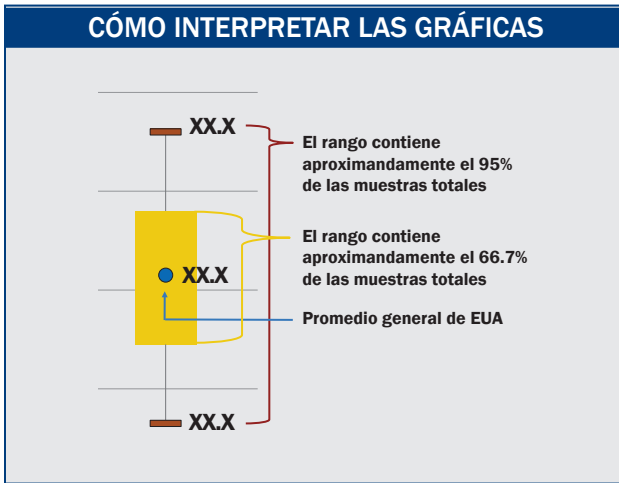 CÓMO INTERPRETAR LAS GRÁFICAS
XX.X
El rango contiene
aproximandamente el 95%
de las muestras totales
El rango contiene
aproximandamente el 66.7%
de las muestras totales
XX.X
Promedio general de EUA
XX.X